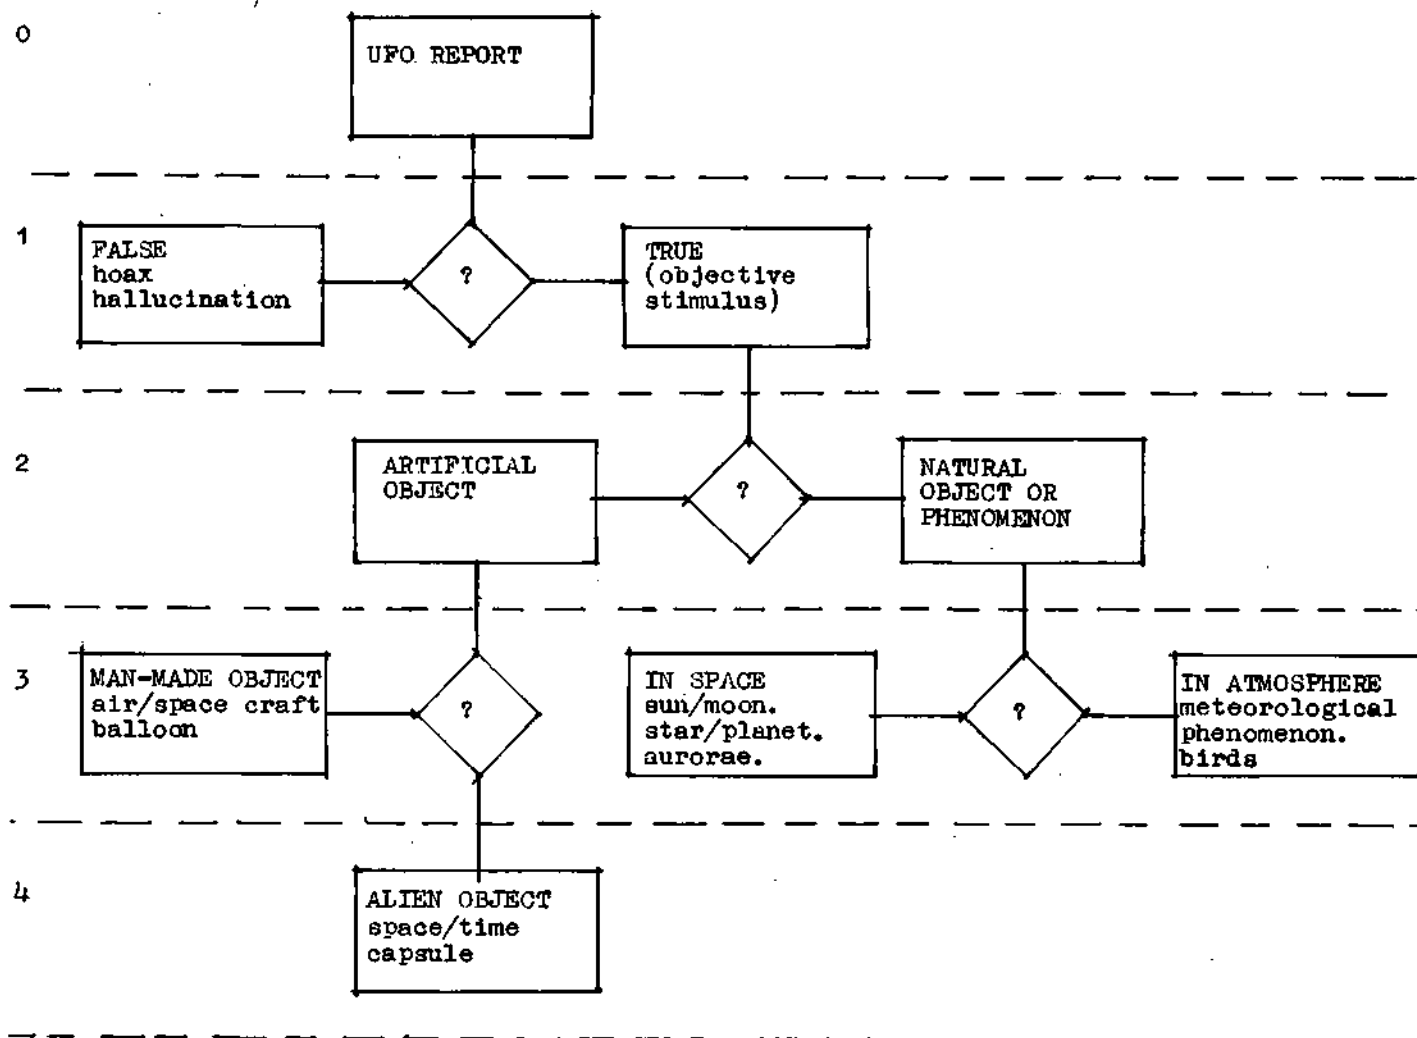 0
UFO REPORT
1
FALSE
hoax
hallucination
?
TRUE
(objective
stimulus)
2
ARTIFICIAL
OBJECT
?
NATURAL
OBJECT OR
PHENOMENON
3
MAN-MADE OBJECT
air/space craft
balloon
?
IN SPACE
sun/moon.
star/planet.
aurorae.
?
IN ATMOSPHERE
meteorological
phenomenon.
birds
4
ALIEN OBJECT
space/time
capsule